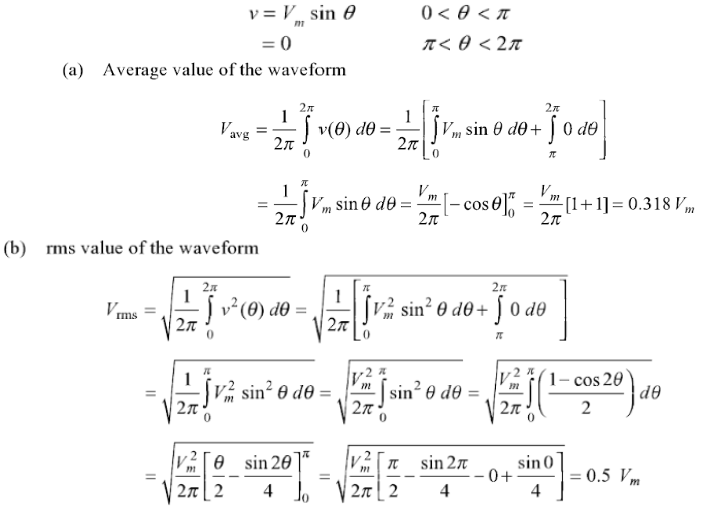 v = V_m sin θ    0 < θ < π
= 0    π < θ < 2π
(a) Average value of the waveform
V_avg = 1/2π ∫_0^{2π} v(θ) dθ = 1/2π [∫_0^π V_m sin θ dθ + ∫_π^{2π} 0 dθ]
= 1/2π ∫_0^π V_m sin θ dθ = V_m/2π [− cos θ]_0^π = V_m/2π [1 + 1] = 0.318 V_m
(b) rms value of the waveform
V_rms = √(1/2π ∫_0^{2π} v²(θ) dθ) = √(1/2π [∫_0^π V_m² sin² θ dθ + ∫_π^{2π} 0 dθ])
= √(1/2π ∫_0^π V_m² sin² θ dθ) = √(V_m²/2π ∫_0^π sin² θ dθ) = √(V_m²/2π ∫_0^π ((1 − cos 2θ)/2) dθ)
= √(V_m²/2π [θ/2 − sin 2θ/4]_0^π) = √(V_m²/2π [π/2 − sin 2π/4 − 0 + sin 0/4]) = 0.5 V_m